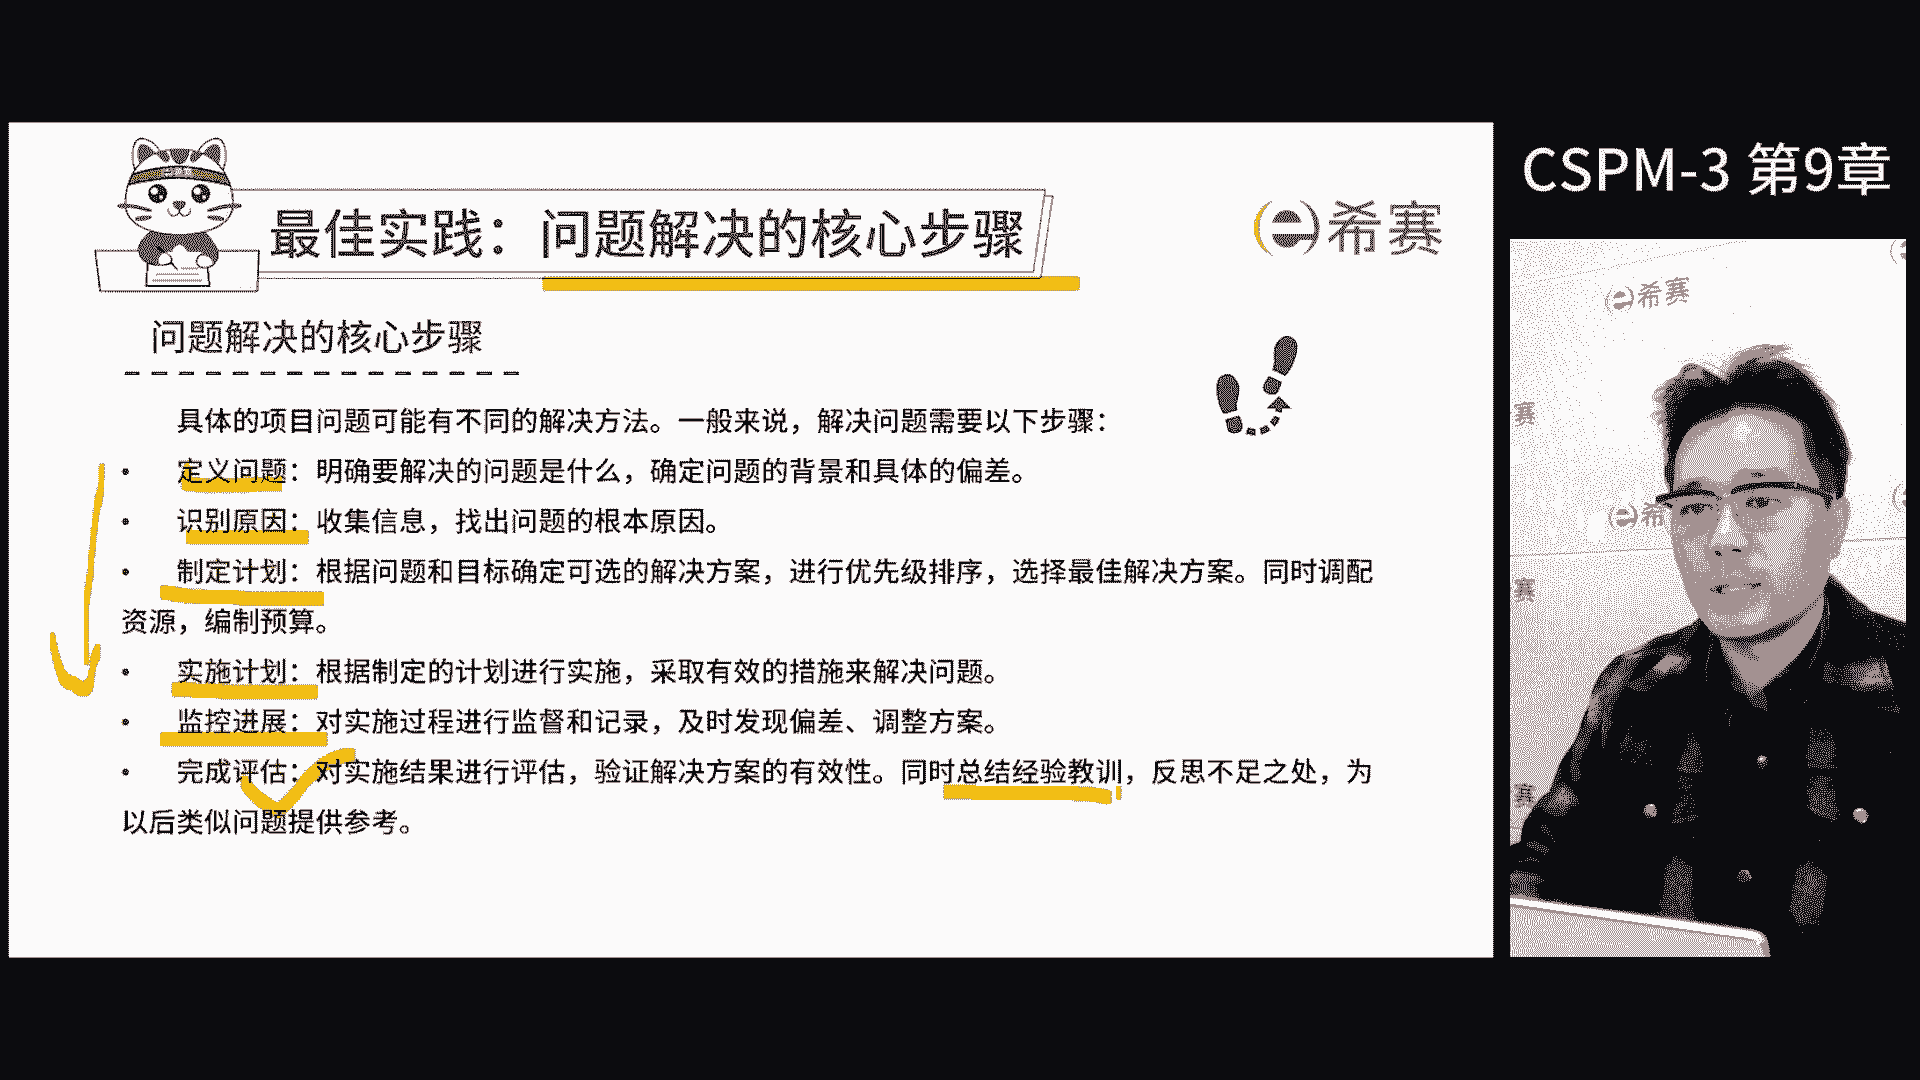 CSPM-3 第9章
最佳实践：问题解决的核心步骤
希赛
问题解决的核心步骤
具体的项目问题可能有不同的解决方法。一般来说，解决问题需要以下步骤：
• 定义问题：明确要解决的问题是什么，确定问题的背景和具体的偏差。
• 识别原因：收集信息，找出问题的根本原因。
• 制定计划：根据问题和目标确定可选的解决方案，进行优先级排序，选择最佳解决方案。同时调配
资源，编制预算。
• 实施计划：根据制定的计划进行实施，采取有效的措施来解决问题。
• 监控进展：对实施过程进行监督和记录，及时发现偏差、调整方案。
• 完成评估：对实施结果进行评估，验证解决方案的有效性。同时总结经验教训，反思不足之处，为
以后类似问题提供参考。
希赛
赛
希
赛
赛